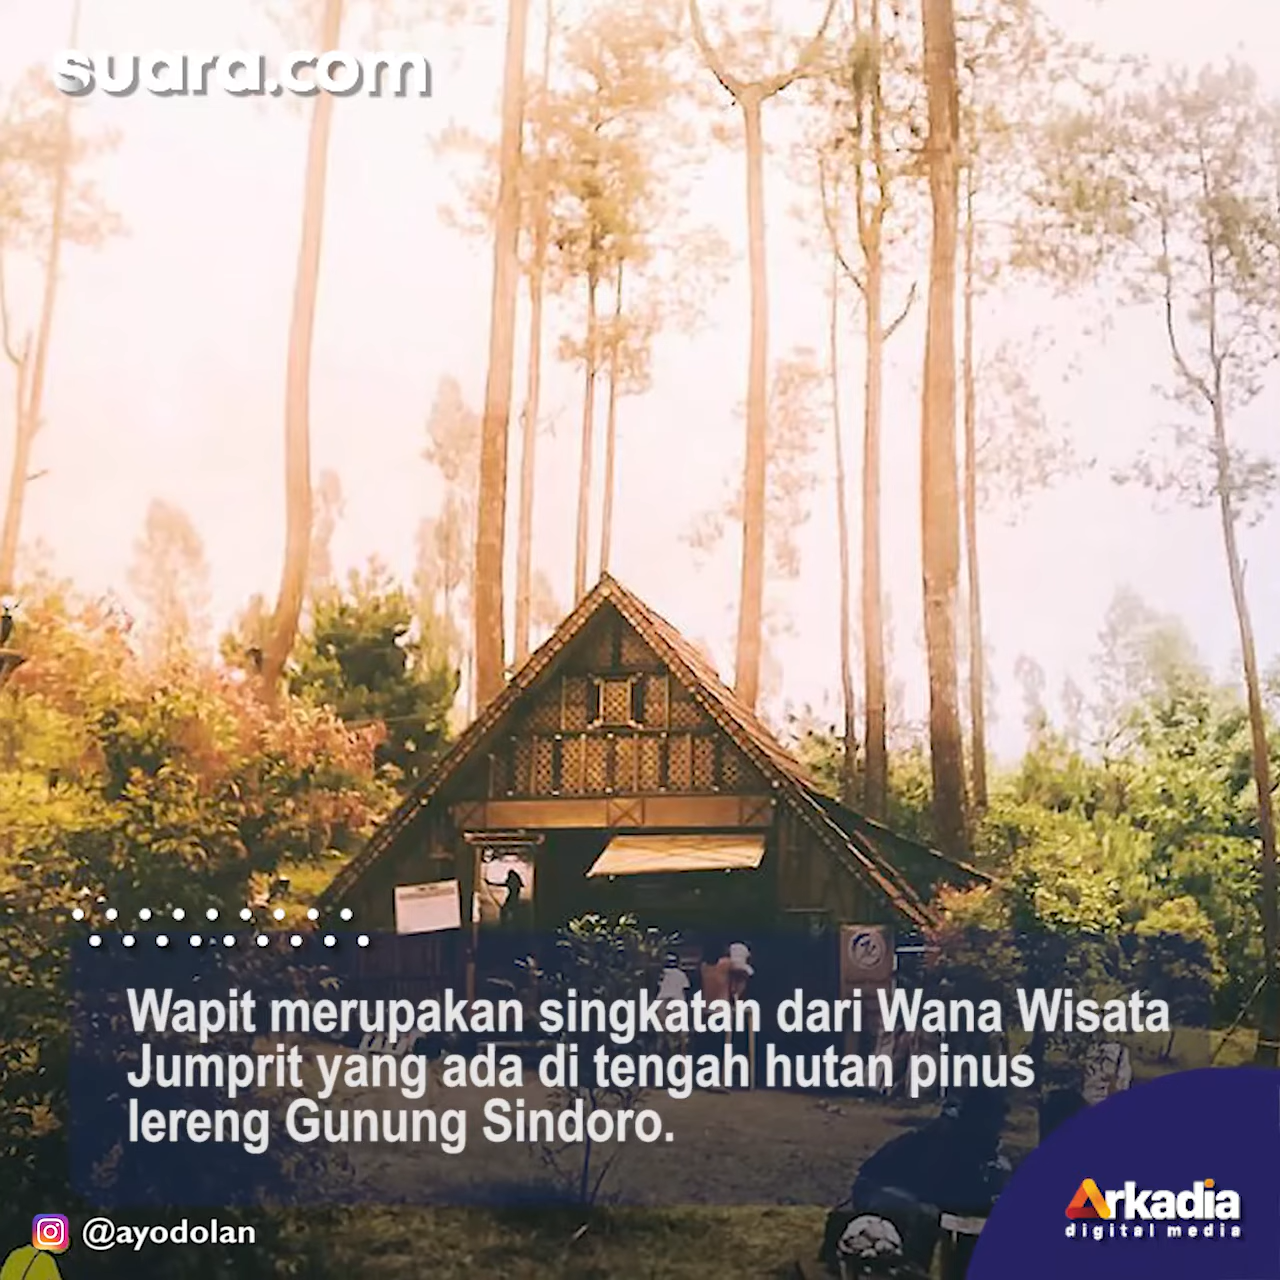 suara.com
Wapit merupakan singkatan dari Wana Wisata
Jumprit yang ada di tengah hutan pinus
lereng Gunung Sindoro.
@ayodolan
Arkadia
digital media